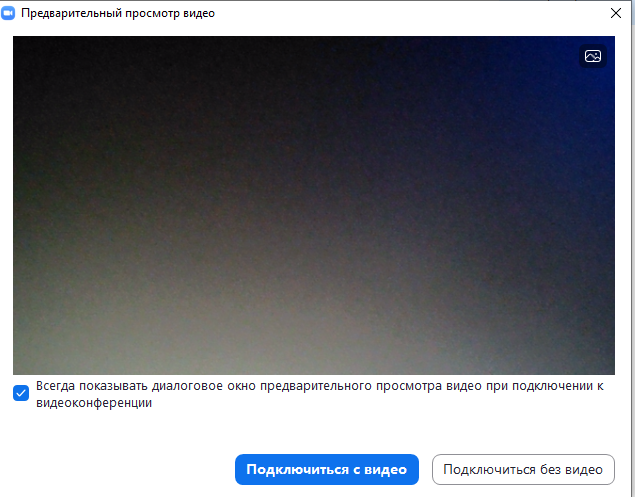 Предварительный просмотр видео
Всегда показывать диалоговое окно предварительного просмотра видео при подключении к
видеоконференции
Подключиться с видео
Подключиться без видео